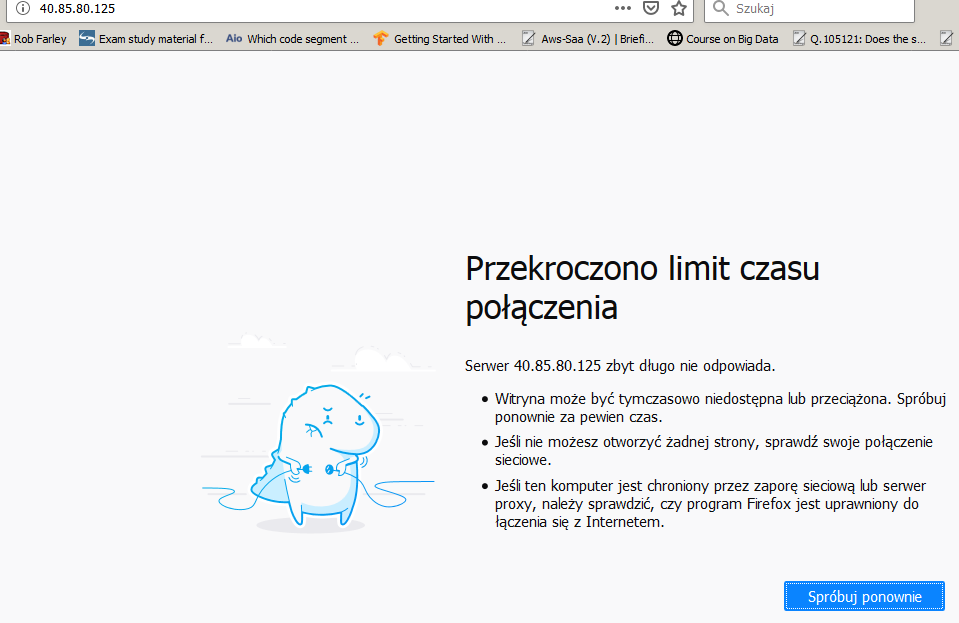 40.85.80.125
Szukaj
Rob Farley
Exam study material f...
Aio Which code segment ...
Getting Started With ...
Aws-Saa (V.2) | Briefi...
Course on Big Data
Q.105121: Does the s...
Przekroczono limit czasu
połączenia
Serwer 40.85.80.125 zbyt długo nie odpowiada.
Witryna może być tymczasowo niedostępna lub przeciążona. Spróbuj
ponownie za pewien czas.
Jeśli nie możesz otworzyć żadnej strony, sprawdź swoje połączenie
sieciowe.
Jeśli ten komputer jest chroniony przez zaporę sieciową lub serwer
proxy, należy sprawdzić, czy program Firefox jest uprawniony do
łączenia się z Internetem.
Spróbuj ponownie